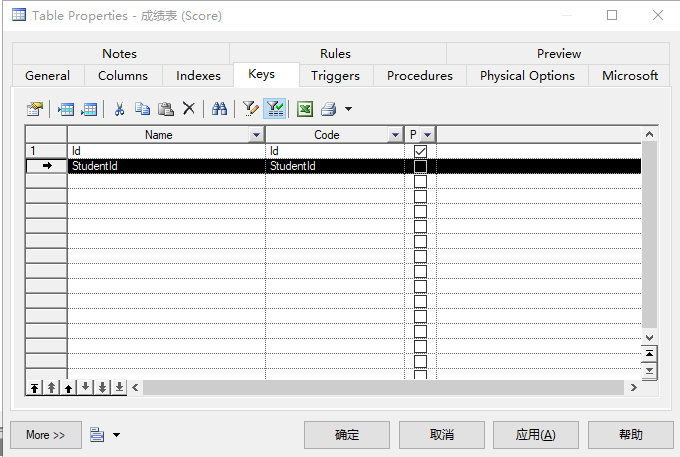 Table Properties - 成绩表 (Score)
Notes Rules Preview
General Columns Indexes Keys Triggers Procedures Physical Options Microsoft
Name Code P
1 Id Id
StudentId StudentId
More >> 确定 取消 应用(A) 帮助